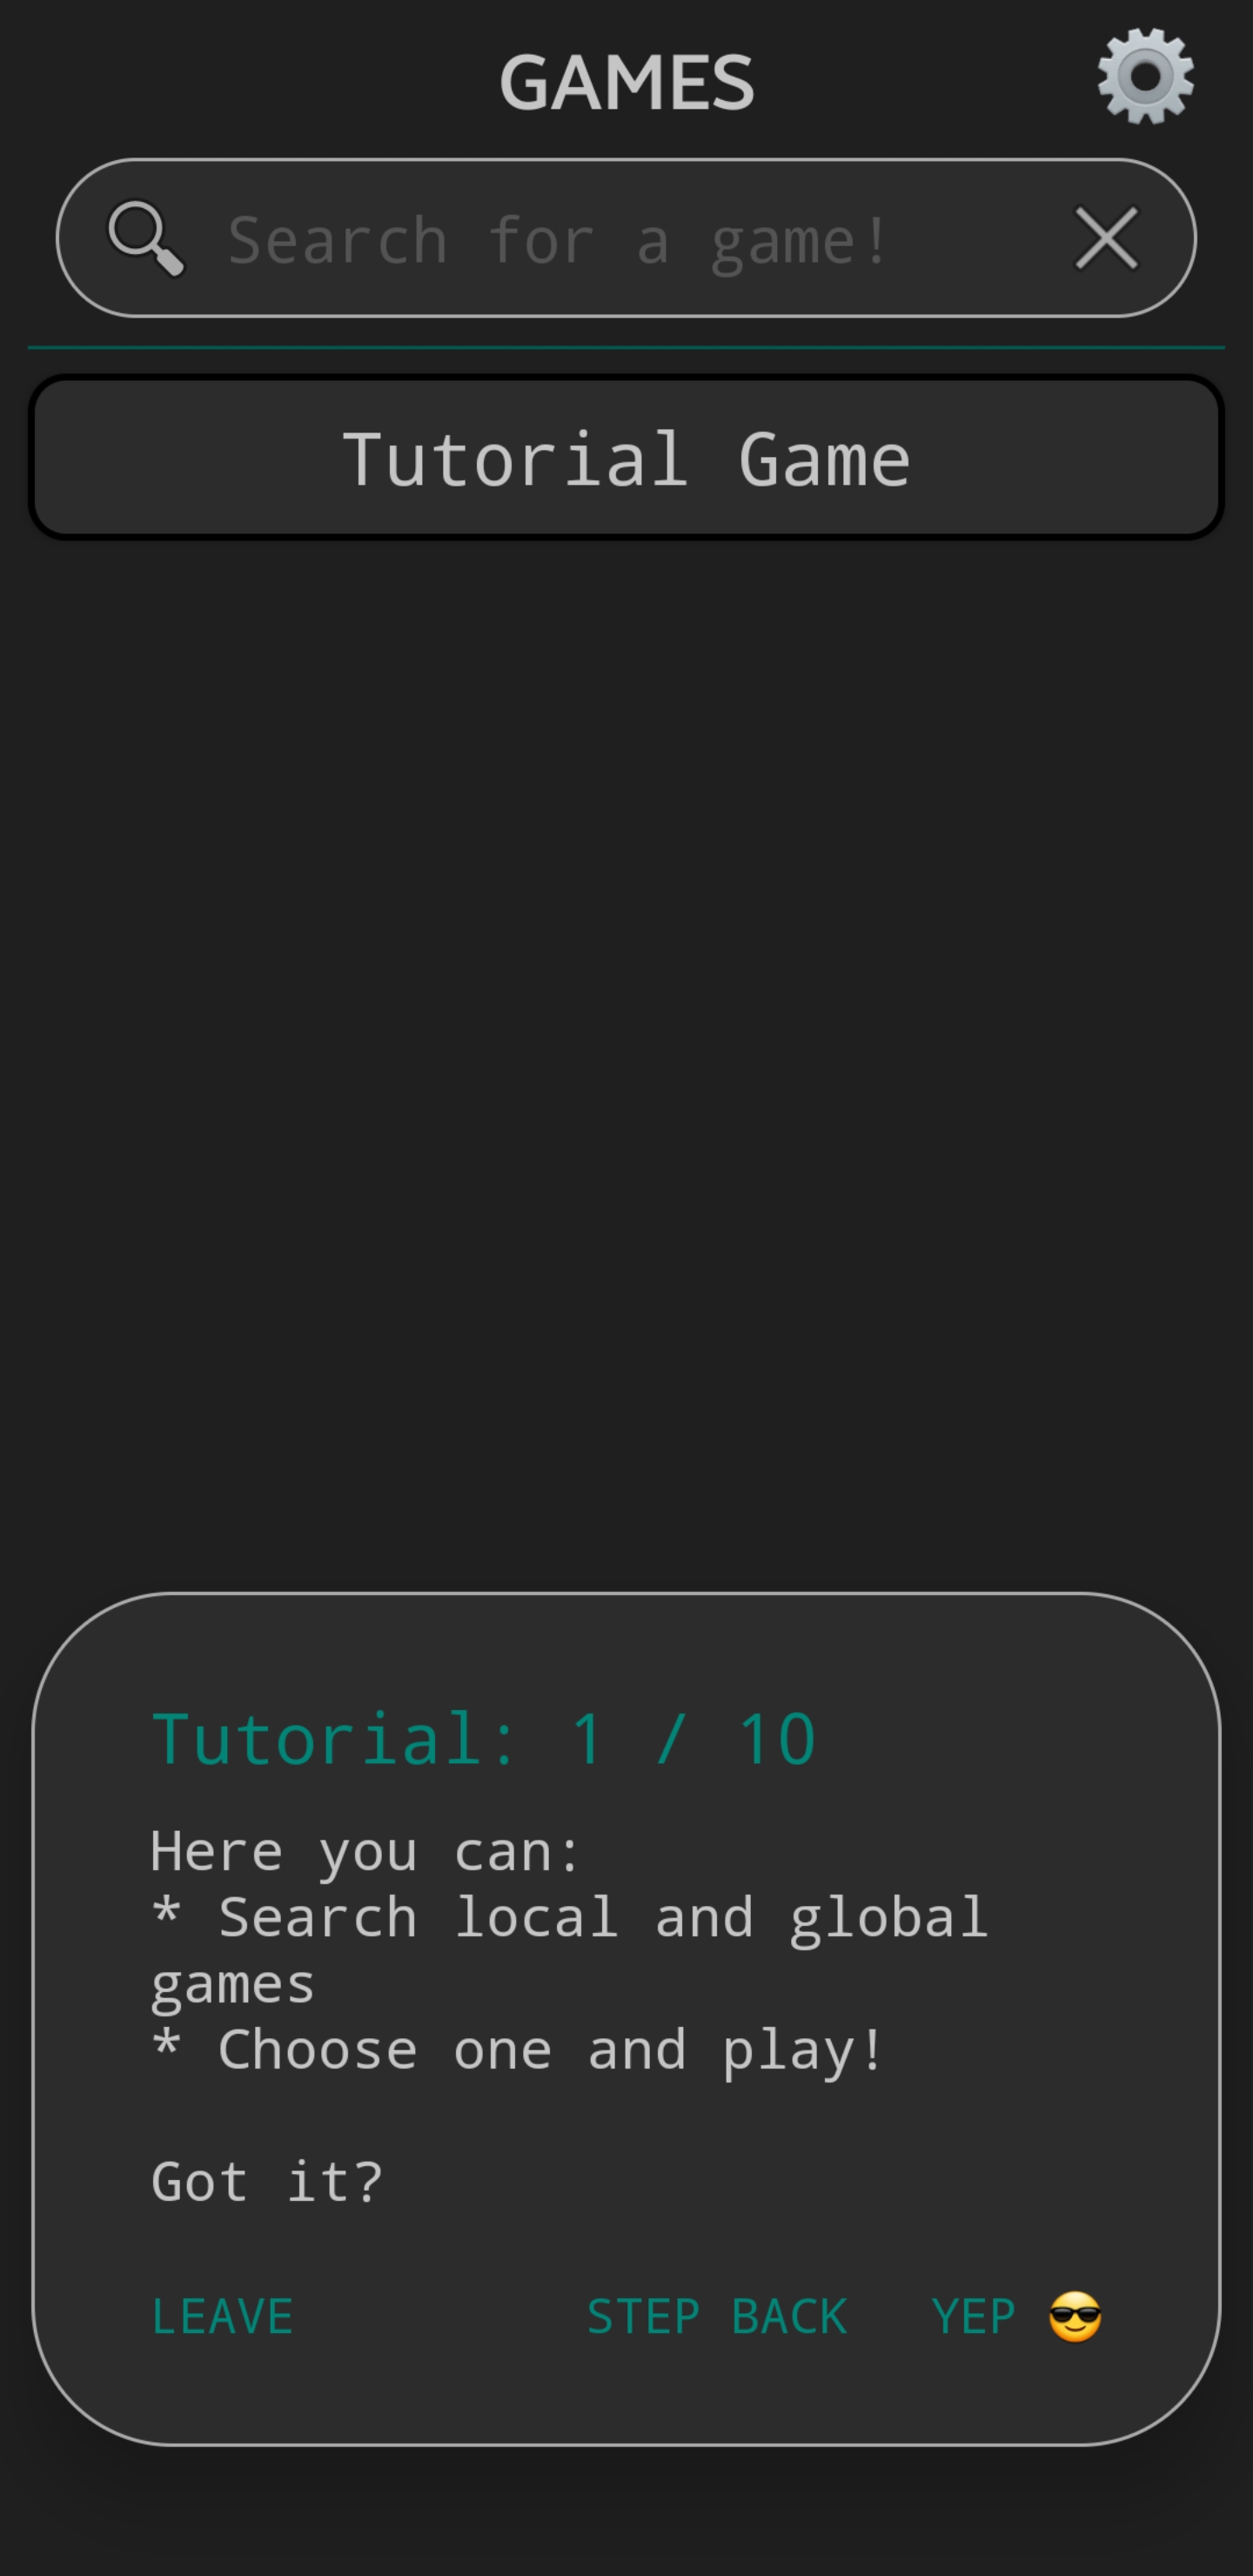 GAMES
Search for a game!
Tutorial Game
Tutorial: 1 / 10
Here you can:
* Search local and global
games
* Choose one and play!
Got it?
LEAVE STEP BACK YEP 😎